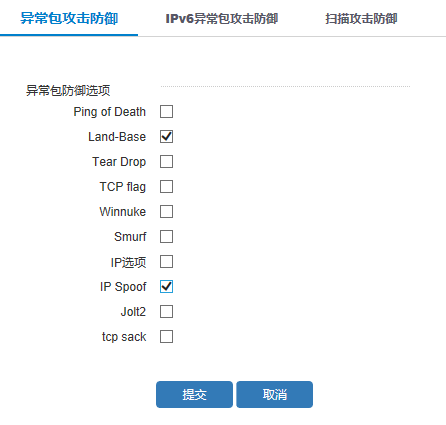 异常包攻击防御 IPv6异常包攻击防御 扫描攻击防御
异常包防御选项
Ping of Death
Land-Base
Tear Drop
TCP flag
Winnuke
Smurf
IP选项
IP Spoof
Jolt2
tcp sack
提交 取消